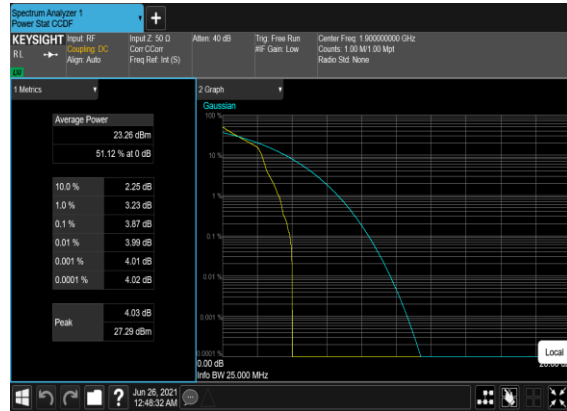 Spectrum Analyzer 1
Power Stat CCDF
KEYSIGHT
R L
LXI
Input: RF
Coupling: DC
Align: Auto
Input Z: 50 Ω
Corr CCorr
Freq Ref: Int (S)
Atten: 40 dB
Trig: Free Run
#IF Gain: Low
Center Freq: 1.900000000 GHz
Counts: 1.00 M/1.00 Mpt
Radio Std: None
1 Metrics
Average Power
23.26 dBm
51.12 % at 0 dB
10.0 % 2.25 dB
1.0 % 3.23 dB
0.1 % 3.87 dB
0.01 % 3.99 dB
0.001 % 4.01 dB
0.0001 % 4.02 dB
Peak
4.03 dB
27.29 dBm
2 Graph
Gaussian
100 %
10 %
1 %
0.1 %
0.01 %
0.001 %
0.0001 %
0.00 dB
Info BW 25.000 MHz
Local
Jun 26, 2021
12:48:32 AM